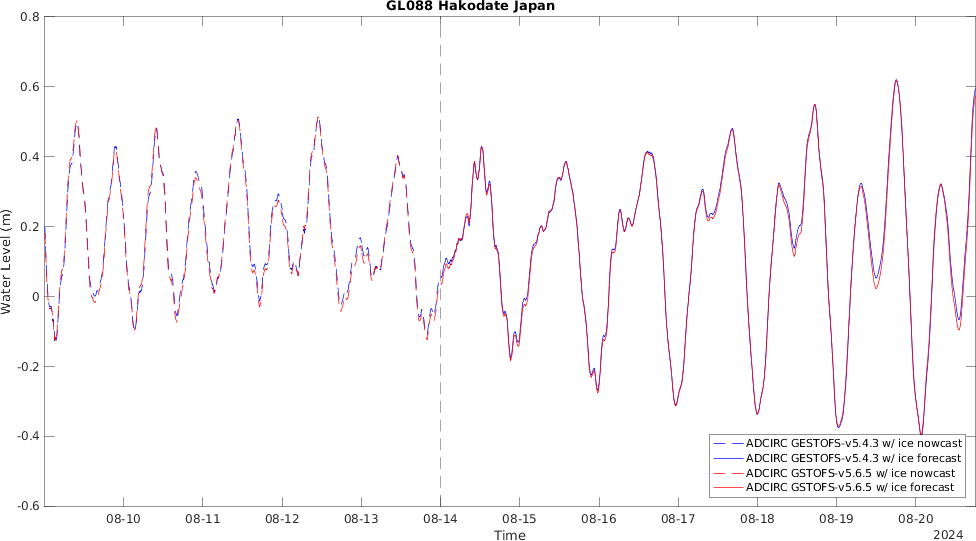 GL088 Hakodate Japan
0.8
0.6
0.4
0.2
0
-0.2
-0.4
-0.6
Water Level (m)
ADCIRC GESTOFS-v5.4.3 w/ ice nowcast
ADCIRC GESTOFS-v5.4.3 w/ ice forecast
ADCIRC GSTOFS-v5.6.5 w/ ice nowcast
ADCIRC GSTOFS-v5.6.5 w/ ice forecast
08-10 08-11 08-12 08-13 08-14 08-15 08-16 08-17 08-18 08-19 08-20
Time
2024